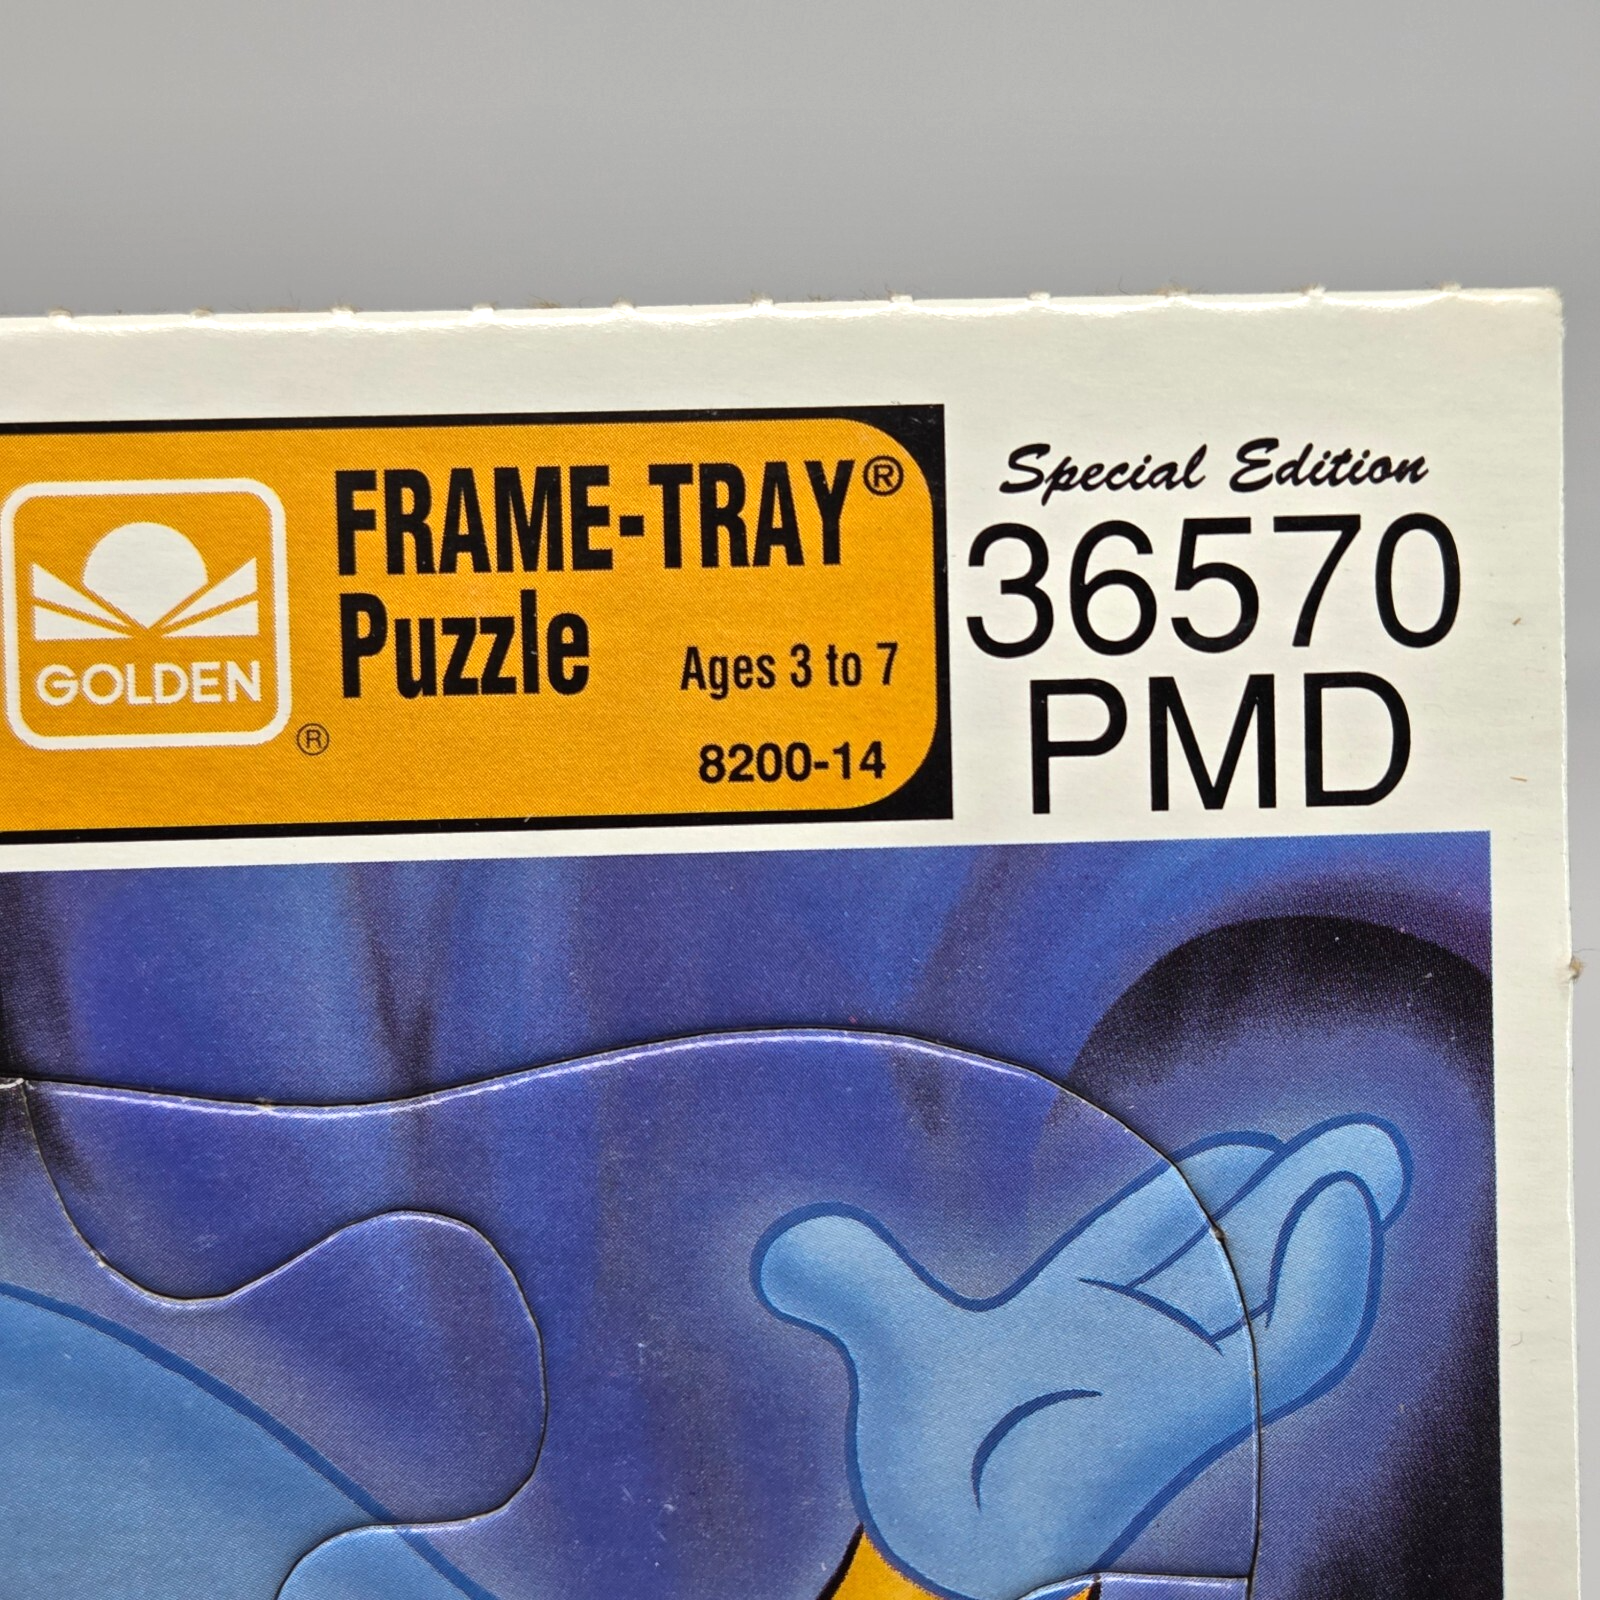 GOLDEN
®
FRAME-TRAY®
Puzzle
Ages 3 to 7
8200-14
Special Edition
36570
PMD